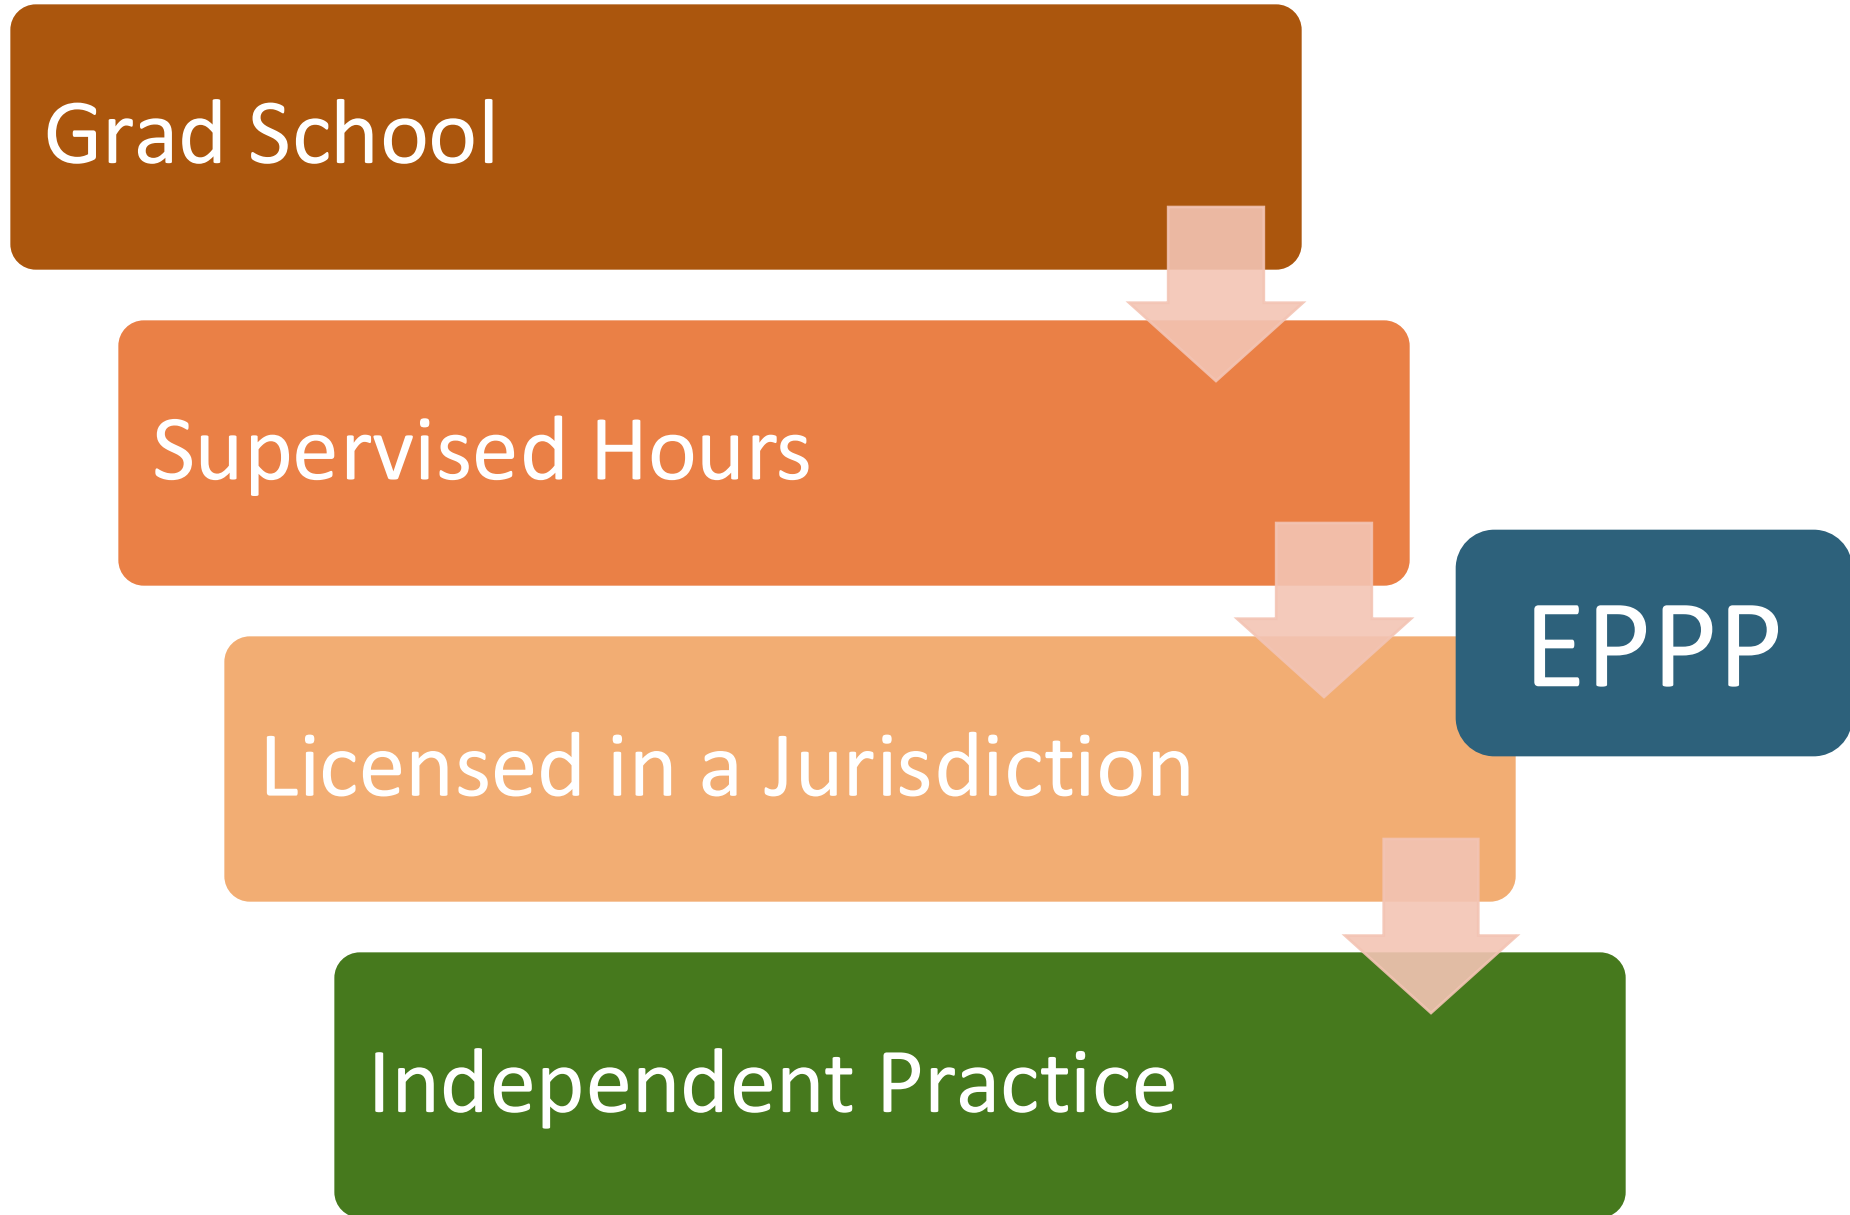 Grad School
Supervised Hours
EPPP
Licensed in a Jurisdiction
Independent Practice